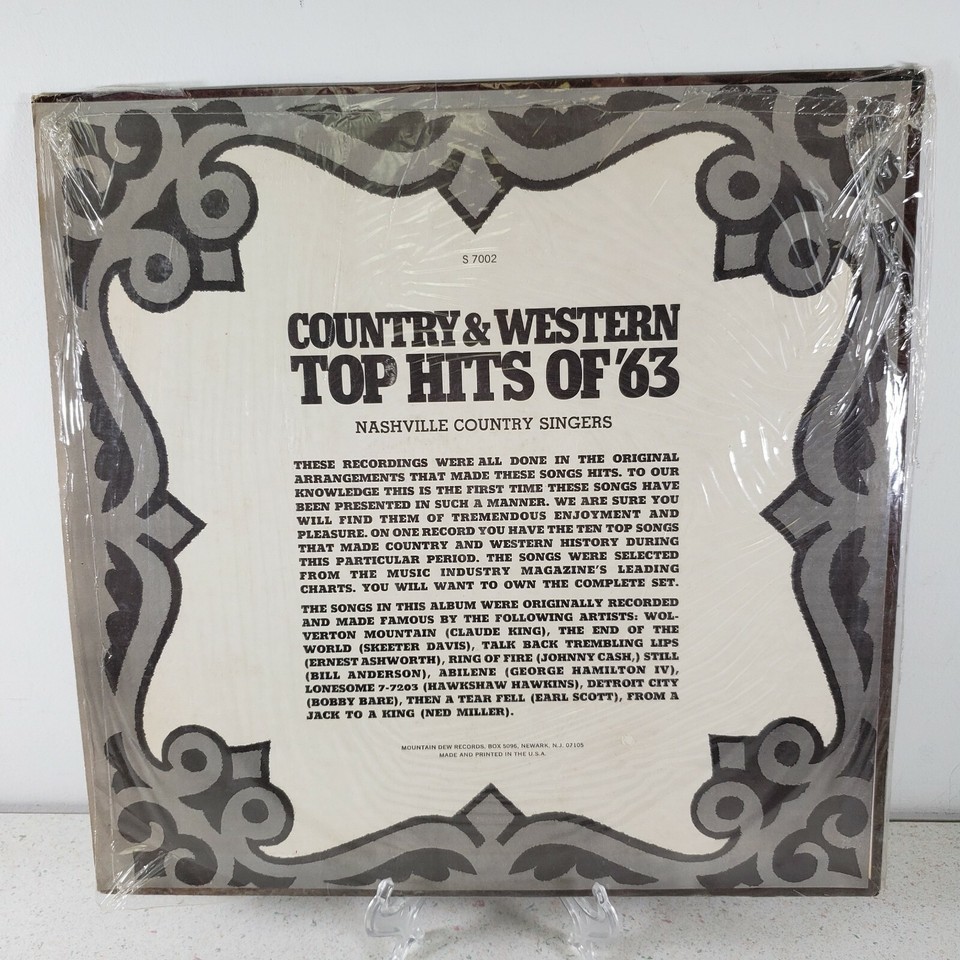 S 7002
COUNTRY & WESTERN
TOP HITS OF '63
NASHVILLE COUNTRY SINGERS
THESE RECORDINGS WERE ALL DONE IN THE ORIGINAL
ARRANGEMENTS THAT MADE THESE SONGS HITS. TO OUR
KNOWLEDGE THIS IS THE FIRST TIME THESE SONGS HAVE
BEEN PRESENTED IN SUCH A MANNER. WE ARE SURE YOU
WILL FIND THEM OF TREMENDOUS ENJOYMENT AND
PLEASURE. ON ONE RECORD YOU HAVE THE TEN TOP SONGS
THAT MADE COUNTRY AND WESTERN HISTORY DURING
THIS PARTICULAR PERIOD. THE SONGS WERE SELECTED
FROM THE MUSIC INDUSTRY MAGAZINE'S LEADING
CHARTS. YOU WILL WANT TO OWN THE COMPLETE SET.
THE SONGS IN THIS ALBUM WERE ORIGINALLY RECORDED
AND MADE FAMOUS BY THE FOLLOWING ARTISTS: WOL-
VERTON MOUNTAIN (CLAUDE KING), THE END OF THE
WORLD (SKEETER DAVIS), TALK BACK TREMBLING LIPS
(ERNEST ASHWORTH), RING OF FIRE (JOHNNY CASH,) STILL
(BILL ANDERSON), ABILENE (GEORGE HAMILTON IV),
LONESOME 7-7203 (HAWKSHAW HAWKINS), DETROIT CITY
(BOBBY BARE), THEN A TEAR FELL (EARL SCOTT), FROM A
JACK TO A KING (NED MILLER).
MOUNTAIN DEW RECORDS, BOX 5096, NEWARK, N.J. 07105
MADE AND PRINTED IN THE U.S.A.